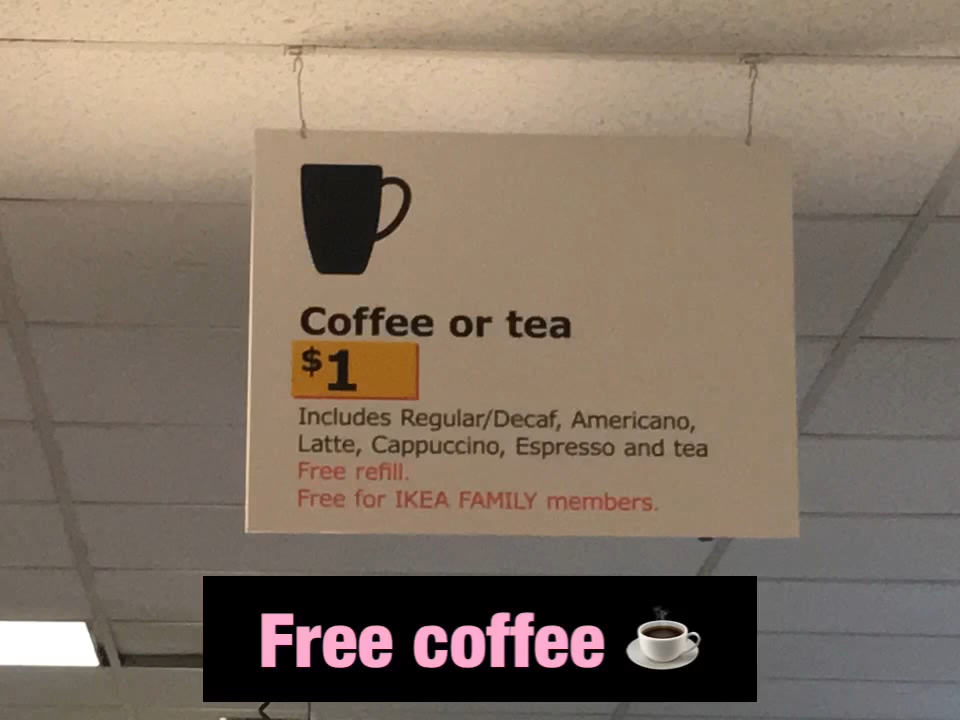 Coffee or tea
$1
Includes Regular/Decaf, Americano,
Latte, Cappuccino, Espresso and tea
Free refill.
Free for IKEA FAMILY members.
Free coffee ☕